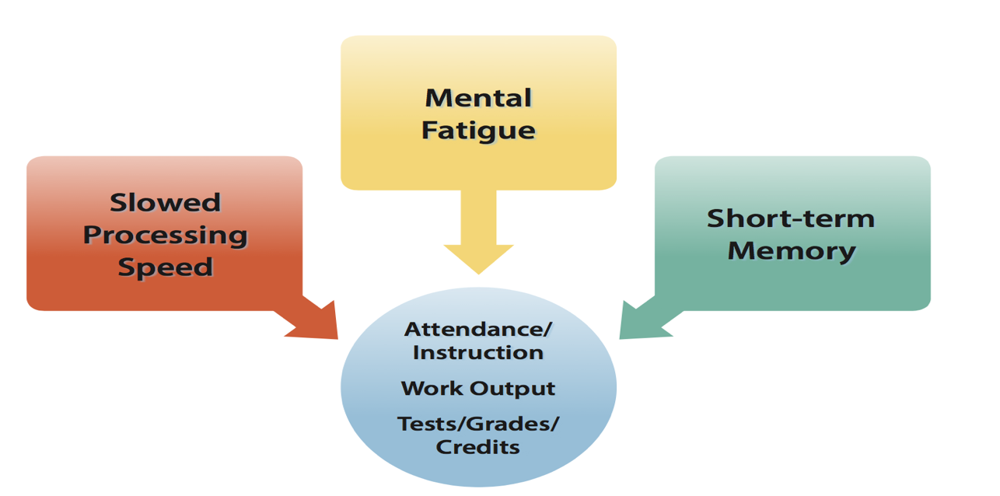 Mental
Fatigue
Slowed
Processing
Speed
Short-term
Memory
Attendance/
Instruction
Work Output
Tests/Grades/
Credits